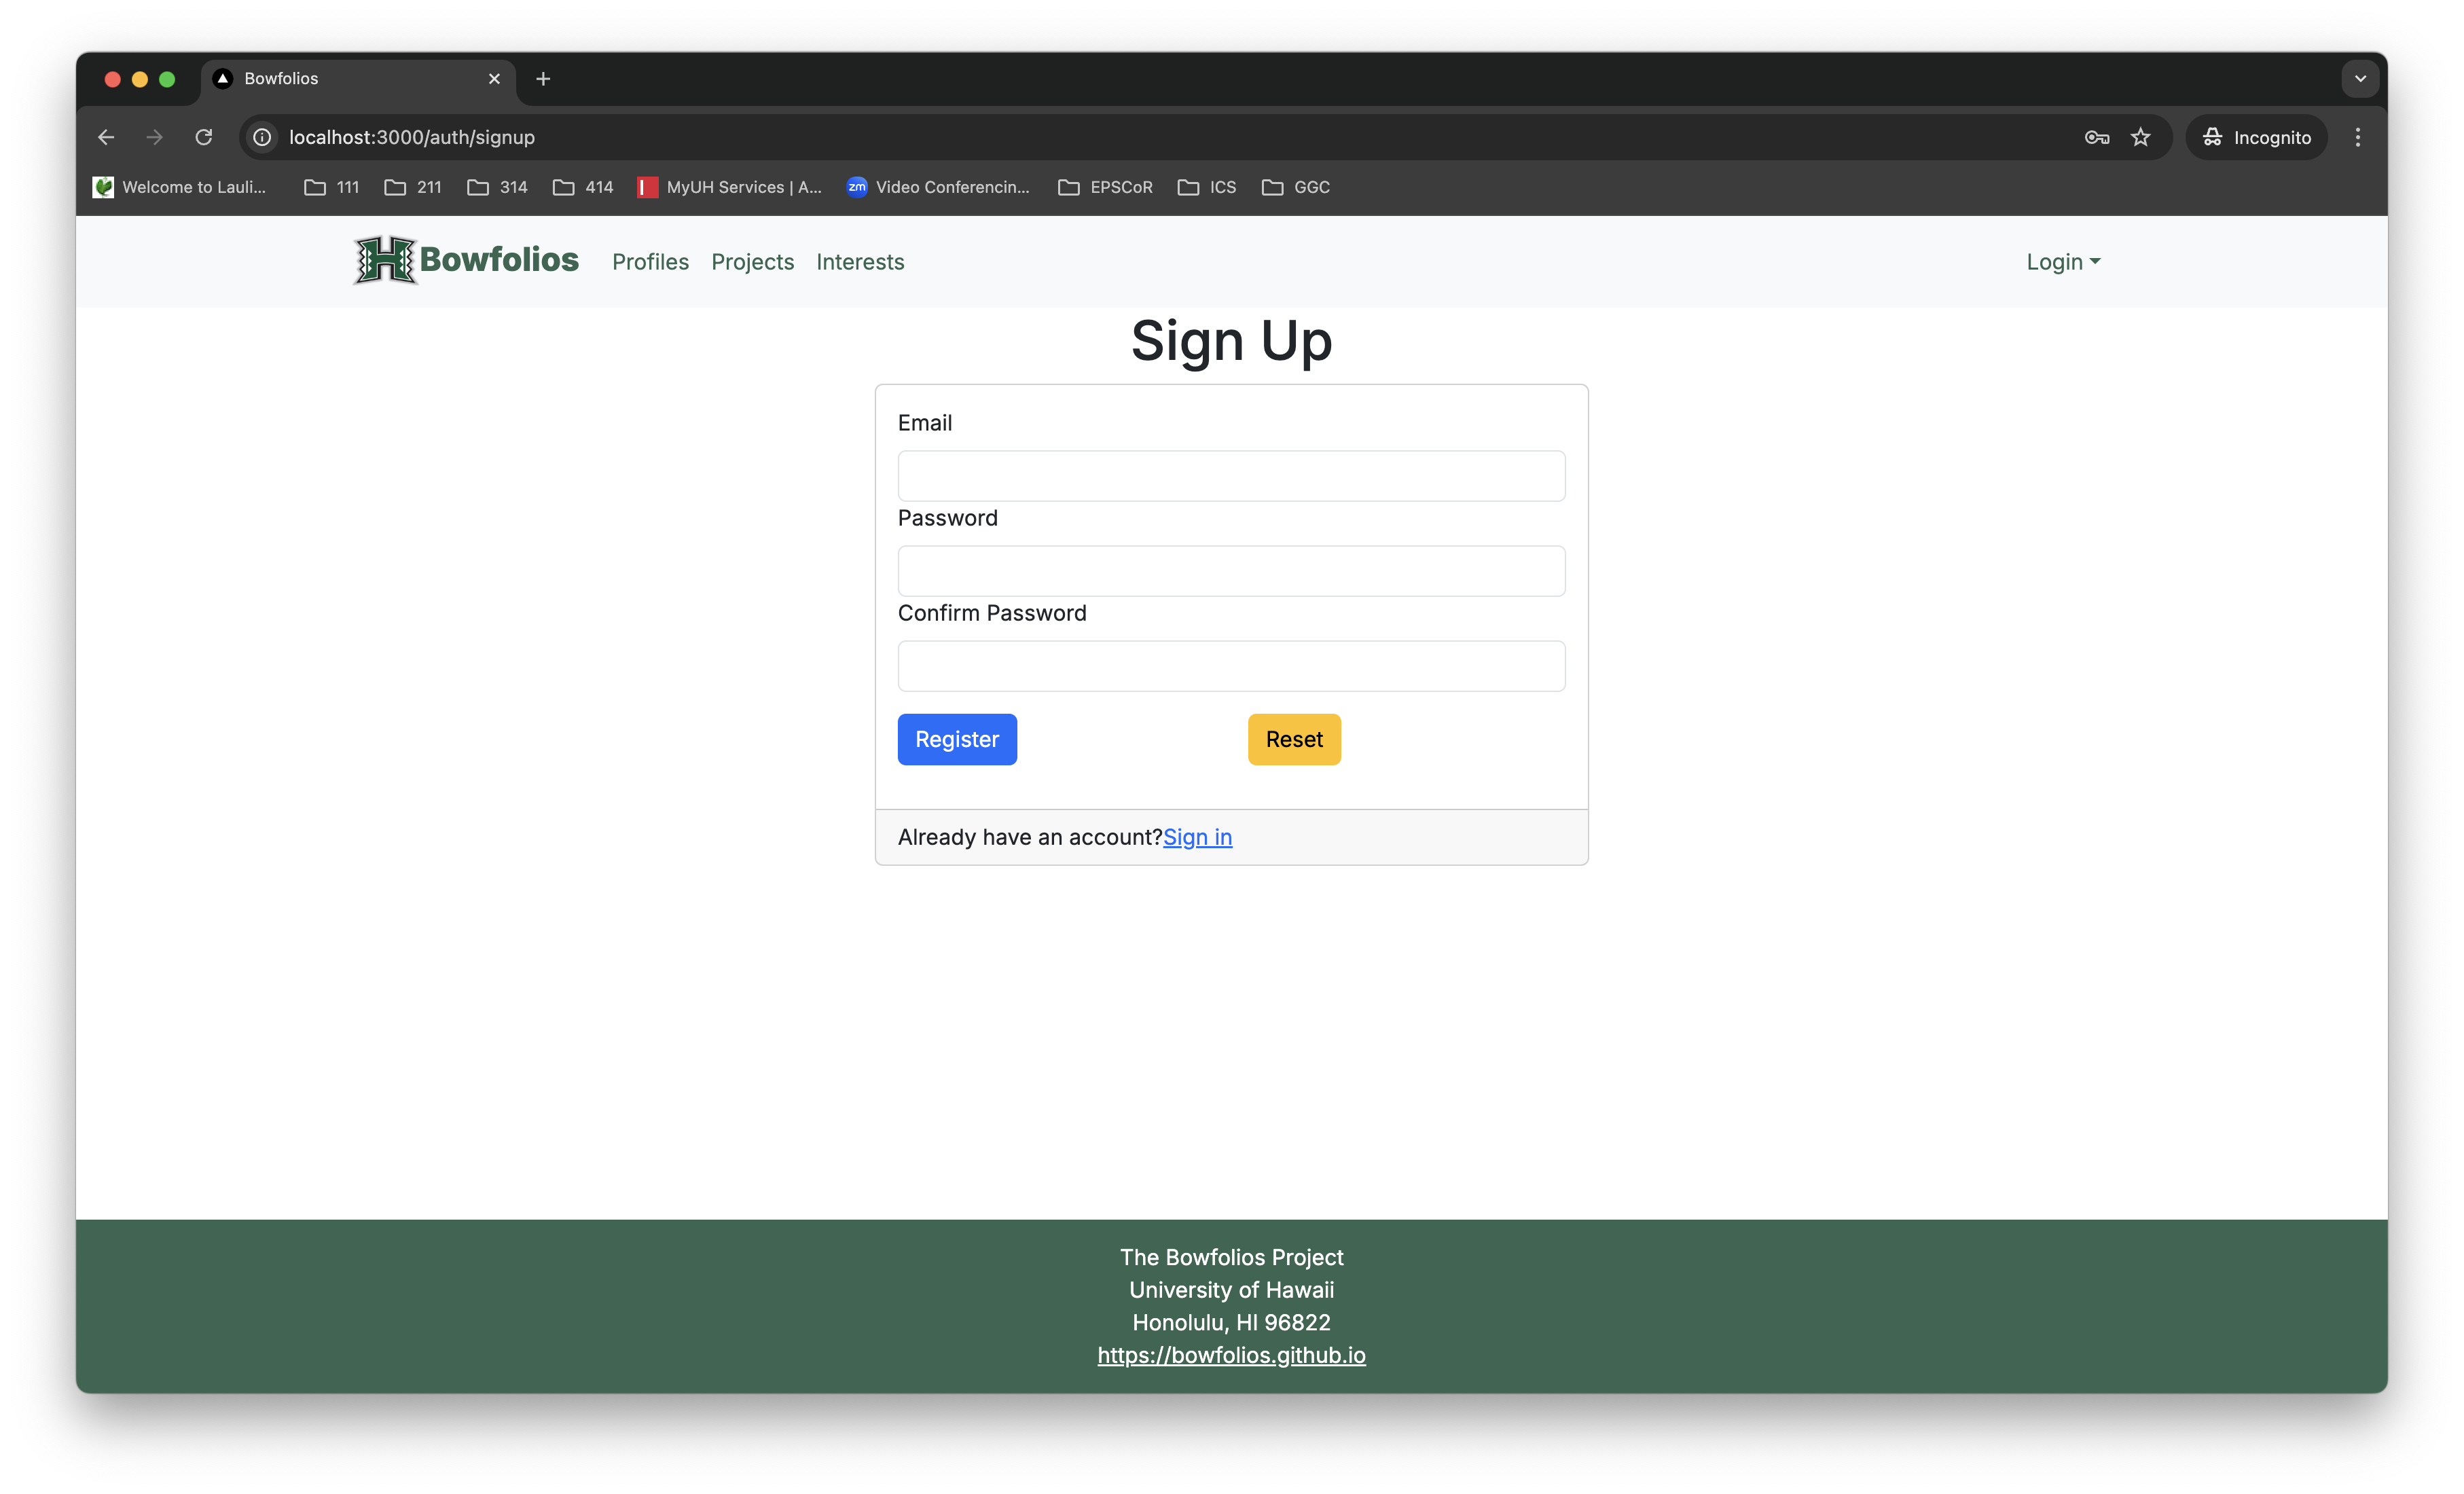 Bowfolios
localhost:3000/auth/signup
Incognito
Welcome to Lauli...
111
211
314
414
MyUH Services | A...
zm
Video Conferencin...
EPSCoR
ICS
GGC
H
Bowfolios
Profiles
Projects
Interests
Login
Sign Up
Email
Password
Confirm Password
Register
Reset
Already have an account?Sign in
The Bowfolios Project
University of Hawaii
Honolulu, HI 96822
https://bowfolios.github.io